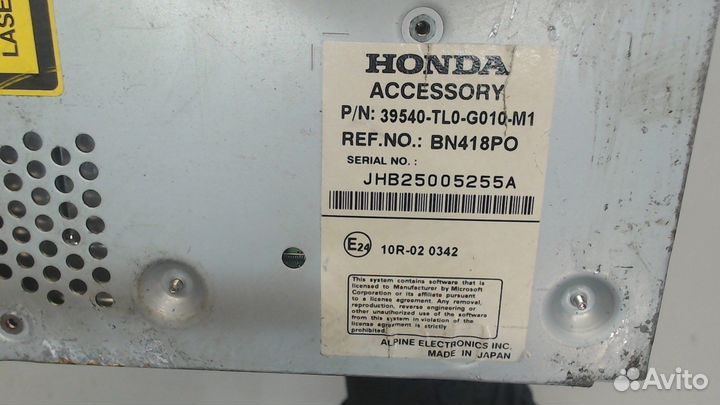 LASE
HONDA
ACCESSORY
P/N: 39540-TL0-G010-M1
REF.NO.: BN418PO
SERIAL NO.:
JHB25005255A
E24 10R-02 0342
This system contains software that is
licensed to Manufacturer by Microsoft
Corporation or its affiliate pursuant
to a license agreement. Any removal,
reproduction, reverse engineering or
other unauthorized use of the software
from this system in violation of the
license agreement is strictly
prohibited.
ALPINE ELECTRONICS INC.
MADE IN JAPAN
Avito